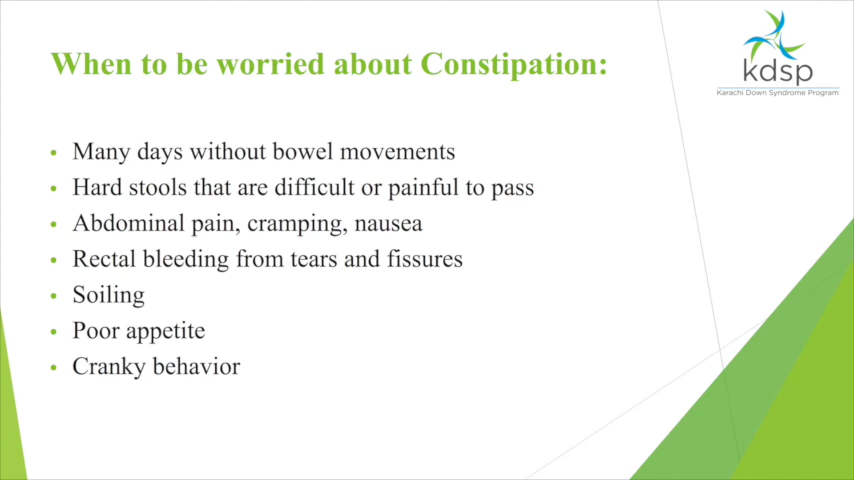 When to be worried about Constipation:
kdsp
Karachi Down Syndrome Program
• Many days without bowel movements
• Hard stools that are difficult or painful to pass
• Abdominal pain, cramping, nausea
• Rectal bleeding from tears and fissures
• Soiling
• Poor appetite
• Cranky behavior